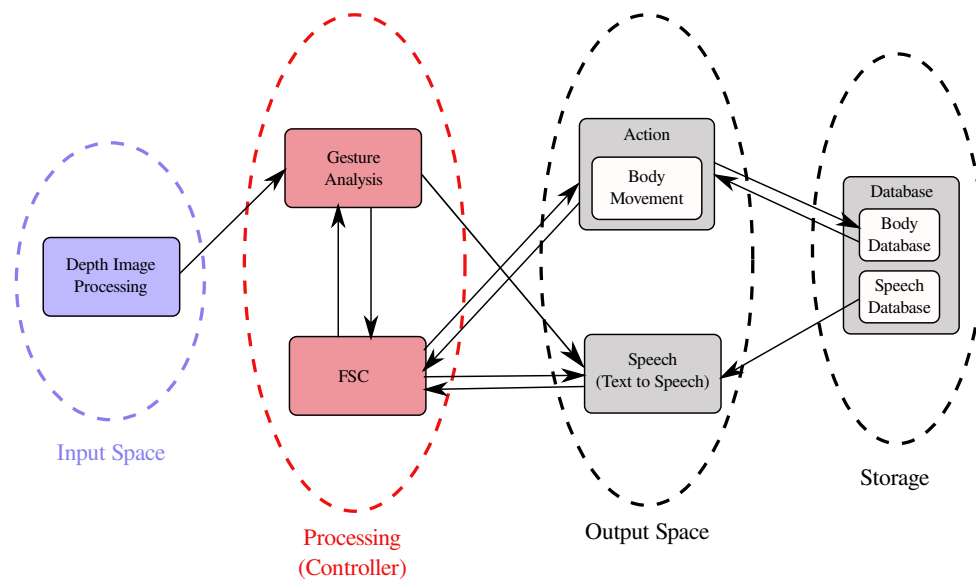 Depth Image
Processing
Input Space
Gesture
Analysis
FSC
Processing
(Controller)
Action
Body
Movement
Speech
(Text to Speech)
Output Space
Database
Body
Database
Speech
Database
Storage